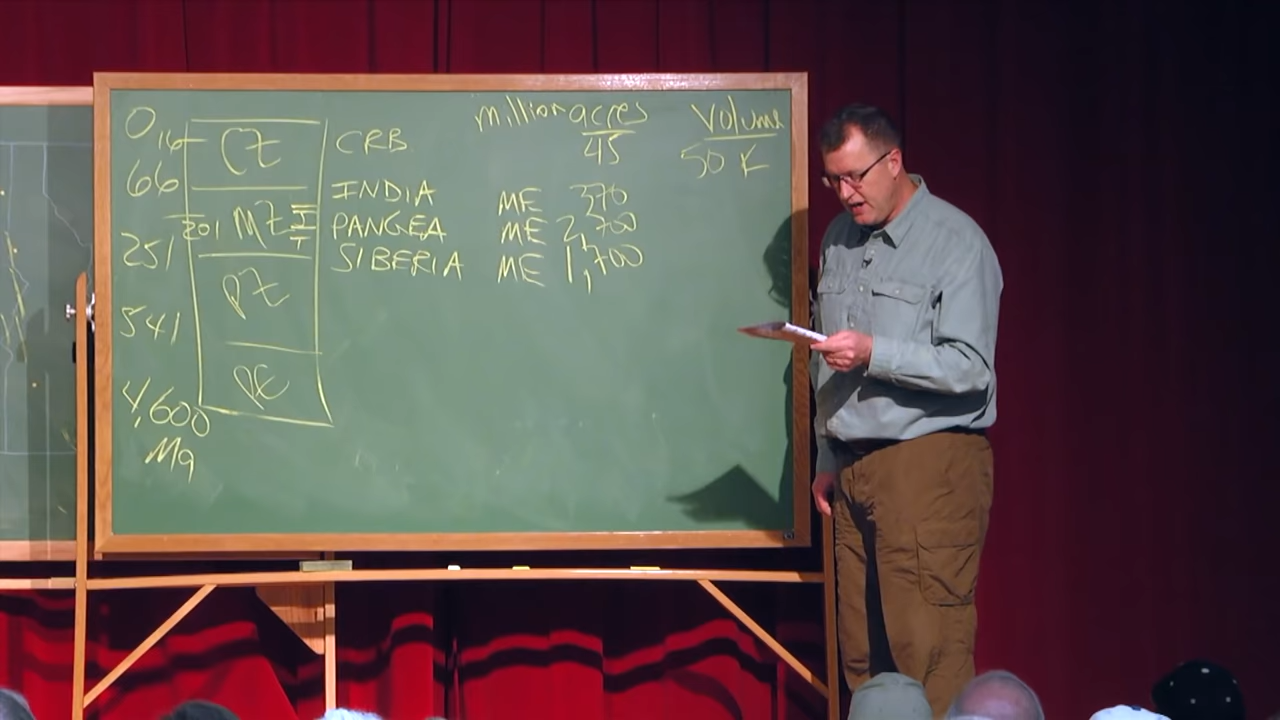 million acres Volume
0 16 CZ CRB 45 50 K
66 INDIA ME 370
201 MZ PANGEA ME 2,700
251 SIBERIA ME 1,700
PZ
541
P€
4,600
Ma